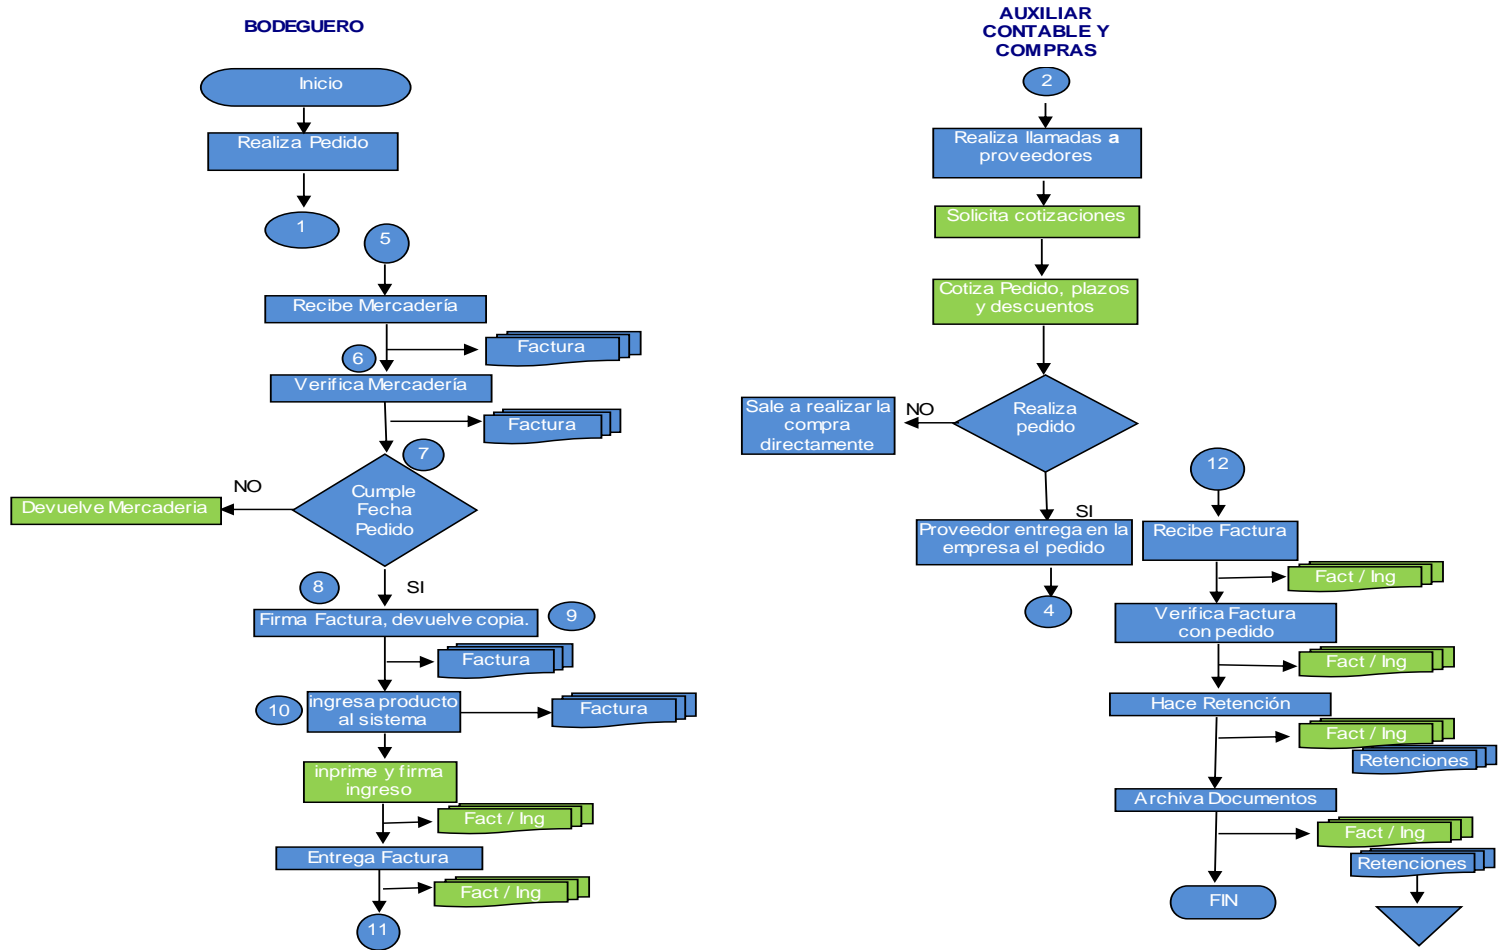 BODEGUERO
Inicio
Realiza Pedido
1
5
Recibe Mercadería
Factura
6
Verifica Mercadería
Factura
7
Cumple
Fecha
Pedido
NO
Devuelve Mercaderia
SI
8
Firma Factura, devuelve copia.
9
Factura
10
ingresa producto
al sistema
Factura
inprime y firma
ingreso
Fact / Ing
Entrega Factura
Fact / Ing
11
AUXILIAR
CONTABLE Y
COMPRAS
2
Realiza llamadas a
proveedores
Solicita cotizaciones
Cotiza Pedido, plazos
y descuentos
Realiza
pedido
NO
Sale a realizar la
compra
directamente
SI
Proveedor entrega en la
empresa el pedido
4
12
Recibe Factura
Fact / Ing
Verifica Factura
con pedido
Fact / Ing
Hace Retención
Fact / Ing
Retenciones
Archiva Documentos
Fact / Ing
Retenciones
FIN